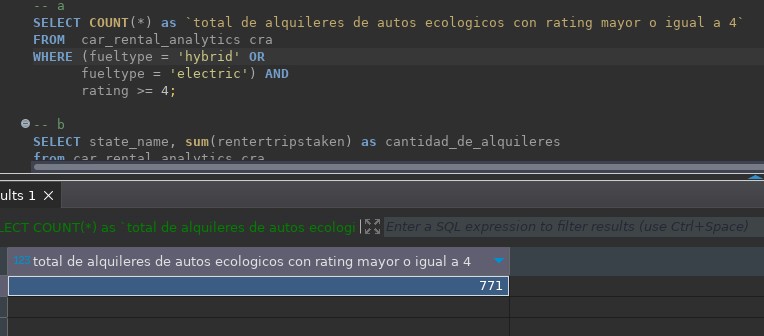 -- a
SELECT COUNT(*) as `total de alquileres de autos ecologicos con rating mayor o igual a 4`
FROM car_rental_analytics cra
WHERE (fueltype = 'hybrid' OR
fueltype = 'electric') AND
rating >= 4;
-- b
SELECT state_name, sum(rentertripstaken) as cantidad_de_alquileres
from car_rental_analytics cra
ults 1
LECT COUNT(*) as `total de alquileres de autos ecologi
Enter a SQL expression to filter results (use Ctrl+Space)
123 total de alquileres de autos ecologicos con rating mayor o igual a 4
771